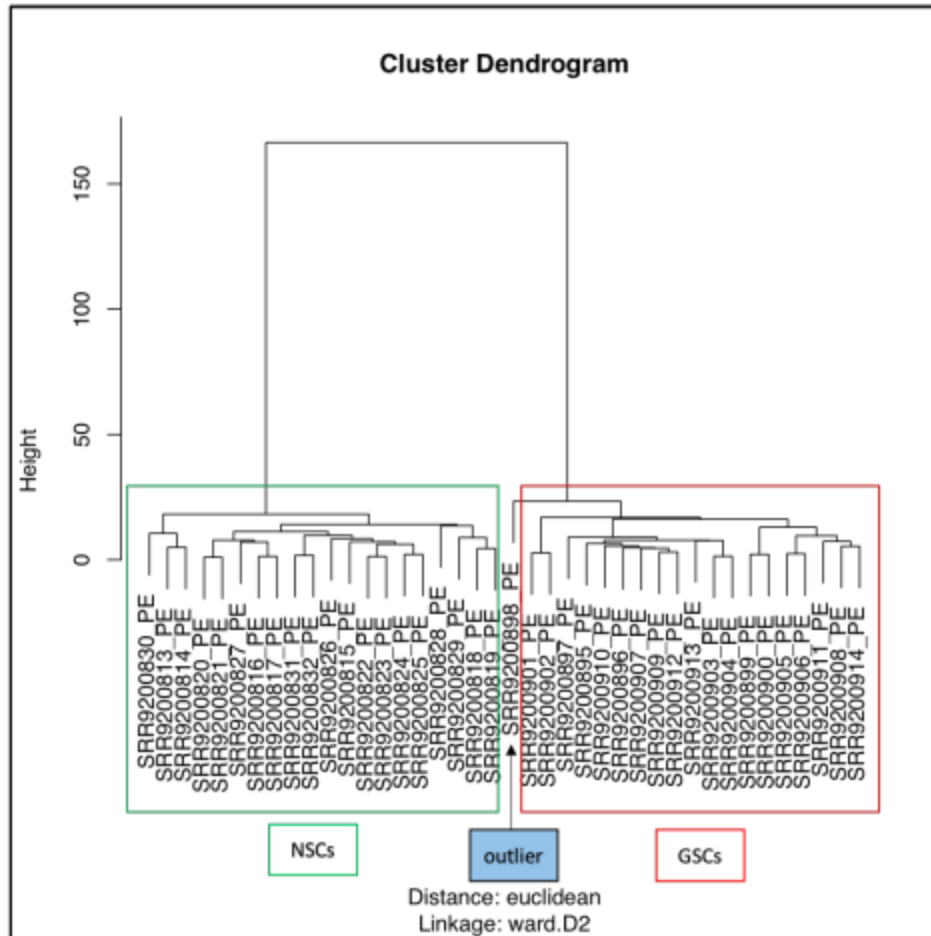 Cluster Dendrogram
Height
150
100
50
0
SRR9200830_PE
SRR9200813_PE
SRR9200814_PE
SRR9200820_PE
SRR9200821_PE
SRR9200827_PE
SRR9200816_PE
SRR9200817_PE
SRR9200831_PE
SRR9200832_PE
SRR9200826_PE
SRR9200815_PE
SRR9200822_PE
SRR9200823_PE
SRR9200824_PE
SRR9200825_PE
SRR9200828_PE
SRR9200829_PE
SRR9200818_PE
SRR9200819_PE
SRR9200898_PE
SRR9200901_PE
SRR9200902_PE
SRR9200897_PE
SRR9200895_PE
SRR9200910_PE
SRR9200896_PE
SRR9200907_PE
SRR9200909_PE
SRR9200912_PE
SRR9200913_PE
SRR9200903_PE
SRR9200904_PE
SRR9200899_PE
SRR9200900_PE
SRR9200905_PE
SRR9200906_PE
SRR9200911_PE
SRR9200908_PE
SRR9200914_PE
NSCs
outlier
GSCs
Distance: euclidean
Linkage: ward.D2